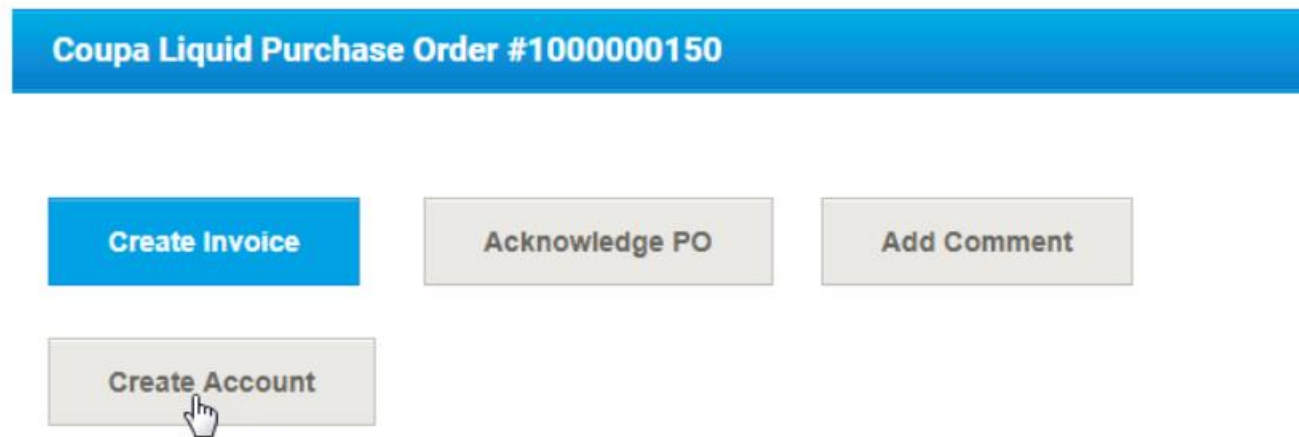 Coupa Liquid Purchase Order #1000000150
Create Invoice
Acknowledge PO
Add Comment
Create Account